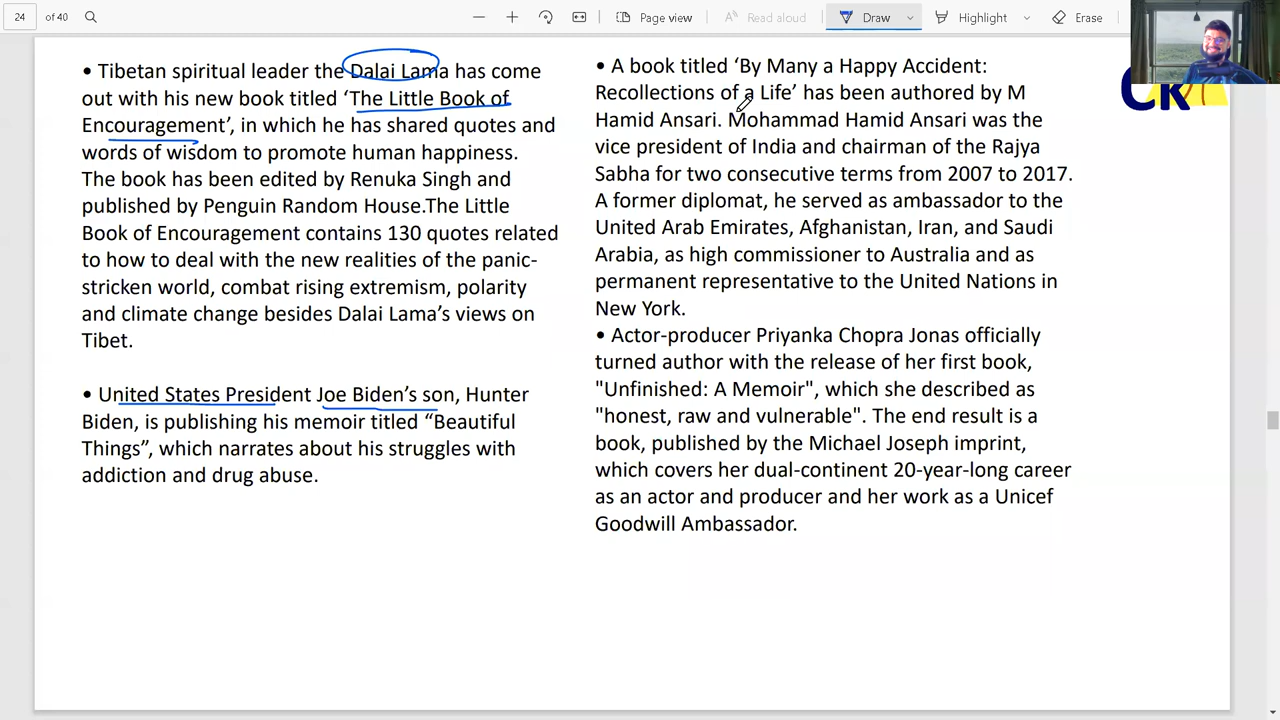 24
of 40
Page view
Read aloud
Draw
Highlight
Erase
• Tibetan spiritual leader the Dalai Lama has come
out with his new book titled ‘The Little Book of
Encouragement’, in which he has shared quotes and
words of wisdom to promote human happiness.
The book has been edited by Renuka Singh and
published by Penguin Random House.The Little
Book of Encouragement contains 130 quotes related
to how to deal with the new realities of the panic-
stricken world, combat rising extremism, polarity
and climate change besides Dalai Lama’s views on
Tibet.
• United States President Joe Biden’s son, Hunter
Biden, is publishing his memoir titled “Beautiful
Things”, which narrates about his struggles with
addiction and drug abuse.
• A book titled ‘By Many a Happy Accident:
Recollections of a Life’ has been authored by M
Hamid Ansari. Mohammad Hamid Ansari was the
vice president of India and chairman of the Rajya
Sabha for two consecutive terms from 2007 to 2017.
A former diplomat, he served as ambassador to the
United Arab Emirates, Afghanistan, Iran, and Saudi
Arabia, as high commissioner to Australia and as
permanent representative to the United Nations in
New York.
• Actor-producer Priyanka Chopra Jonas officially
turned author with the release of her first book,
"Unfinished: A Memoir", which she described as
"honest, raw and vulnerable". The end result is a
book, published by the Michael Joseph imprint,
which covers her dual-continent 20-year-long career
as an actor and producer and her work as a Unicef
Goodwill Ambassador.
CK